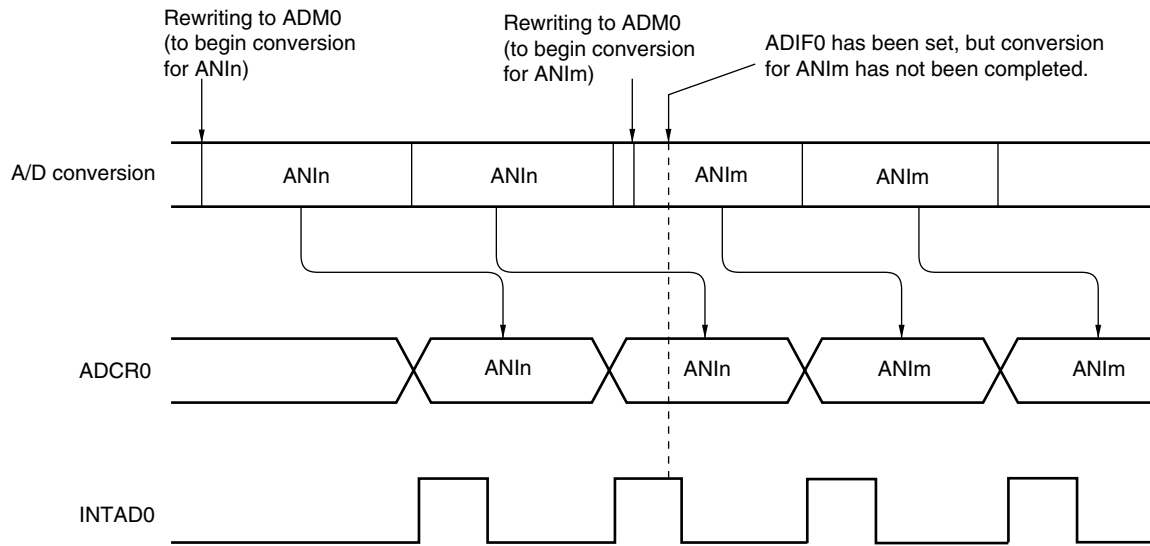 Rewriting to ADM0
(to begin conversion
for ANIn)
Rewriting to ADM0
(to begin conversion
for ANIm)
ADIF0 has been set, but conversion
for ANIm has not been completed.
A/D conversion
ANIn
ANIn
ANIm
ANIm
ADCR0
ANIn
ANIn
ANIm
ANIm
INTAD0